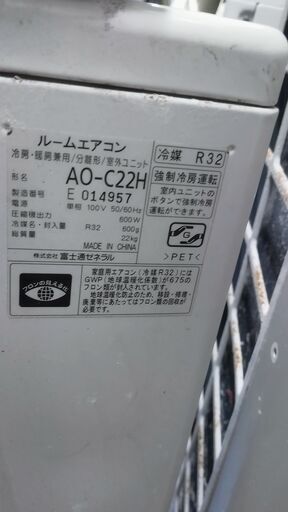 ルームエアコン
冷房・暖房兼用/分離形/室外ユニット
形名 AO-C22H
製造番号 E 014957
電源 単相 100V 50/60Hz
圧縮機出力 600W
冷媒名・封入量 R32 600g
総質量 22kg
MADE IN CHINA
株式会社 富士通ゼネラル
冷媒 R32
強制冷房運転
室内ユニットの
ボタンで強制冷房
運転ができます。
>PET<
フロンの見える化
家庭用エアコン(冷媒R32)には
GWP(地球温暖化係数)が675の
フロン類が封入されています。
地球温暖化防止のため、移設・修理・
廃棄等にあたってはフロン類の回収が
必要です。